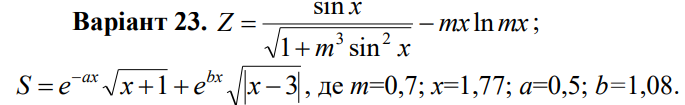 Варіант 23. Z = sin x / √(1 + m³ sin² x) − mx ln mx ;
S = e^(−ax) √(x + 1) + e^(bx) √|x − 3| , де m=0,7; x=1,77; a=0,5; b=1,08.